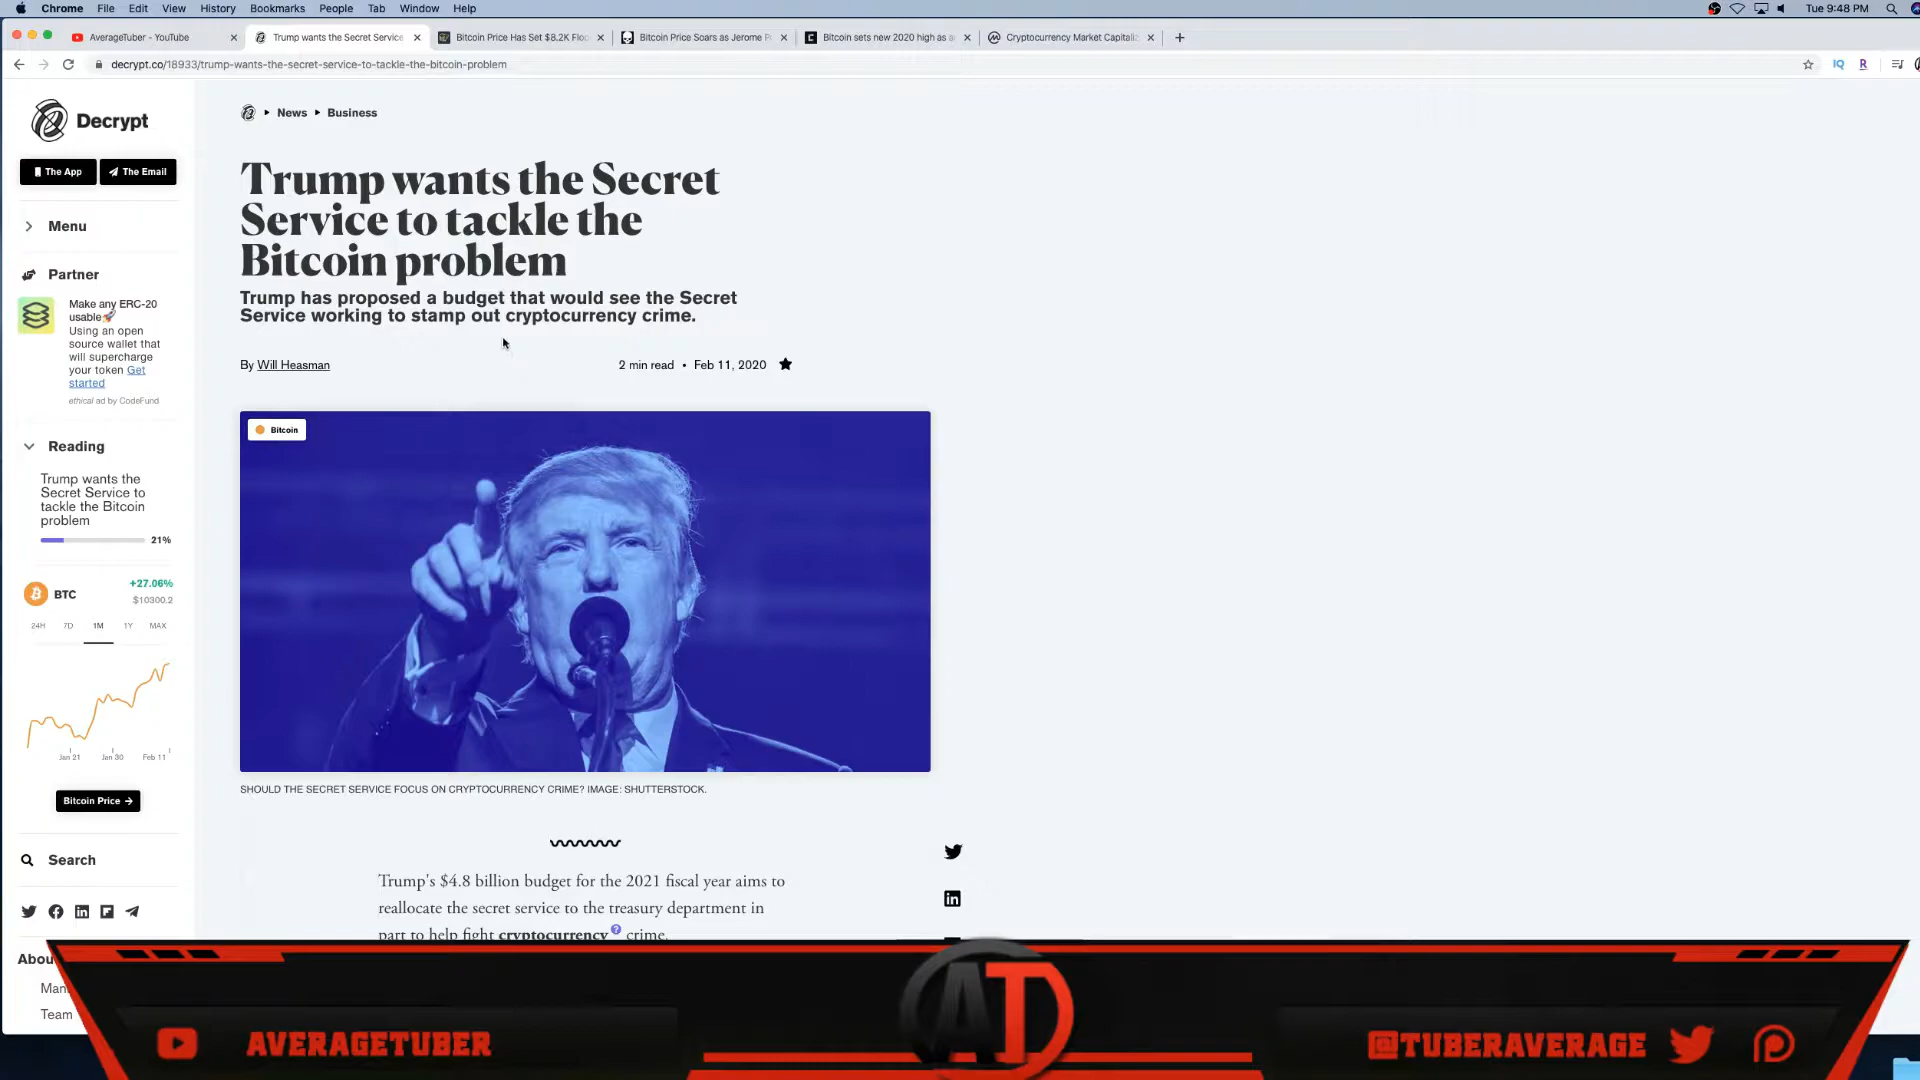 Chrome File Edit View History Bookmarks People Tab Window Help
Tue 9:48 PM
AverageTuber - YouTube
Trump wants the Secret Service
Bitcoin Price Has Set $8.2K Floo
Bitcoin Price Soars as Jerome P
Bitcoin sets new 2020 high as a
Cryptocurrency Market Capitaliz
decrypt.co/18933/trump-wants-the-secret-service-to-tackle-the-bitcoin-problem
IQ R
Decrypt
The App The Email
Menu
Partner
Make any ERC-20
usable🚀
Using an open
source wallet that
will supercharge
your token Get
started
ethical ad by CodeFund
Reading
Trump wants the
Secret Service to
tackle the Bitcoin
problem
21%
BTC
+27.06%
$10300.2
24H 7D 1M 1Y MAX
Jan 21 Jan 30 Feb 11
Bitcoin Price →
Search
Abou
Team
News Business
Trump wants the Secret
Service to tackle the
Bitcoin problem
Trump has proposed a budget that would see the Secret
Service working to stamp out cryptocurrency crime.
By Will Heasman
2 min read • Feb 11, 2020
Bitcoin
SHOULD THE SECRET SERVICE FOCUS ON CRYPTOCURRENCY CRIME? IMAGE: SHUTTERSTOCK.
Trump's $4.8 billion budget for the 2021 fiscal year aims to
reallocate the secret service to the treasury department in
part to help fight cryptocurrency ? crime.
AVERAGETUBER
AT
@TUBERAVERAGE